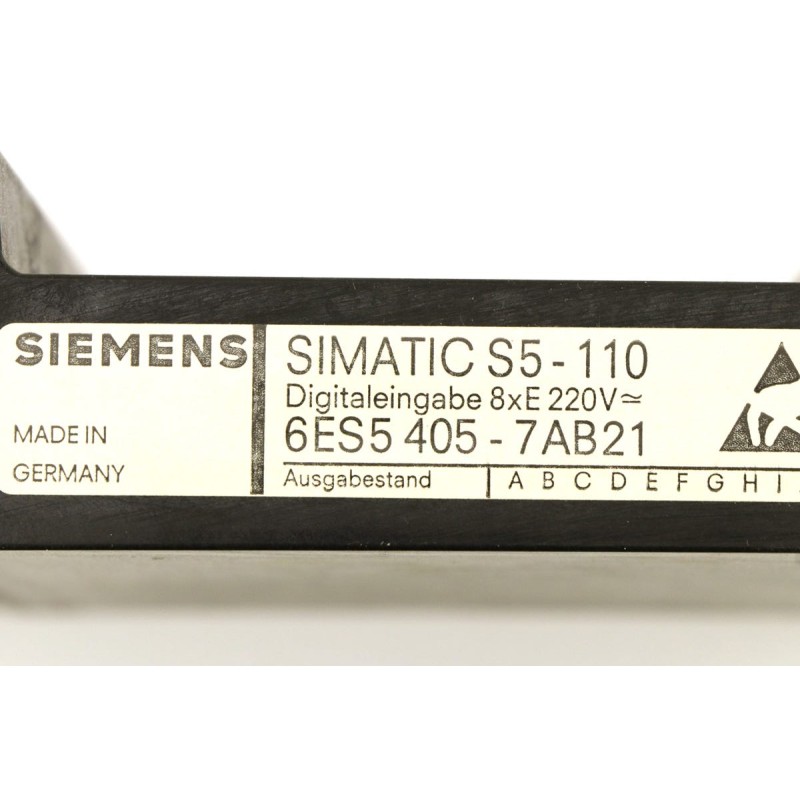 SIEMENS
MADE IN
GERMANY
SIMATIC S5-110
Digitaleingabe 8xE 220V≃
6ES5 405-7AB21
Ausgabestand A B C D E F G H I